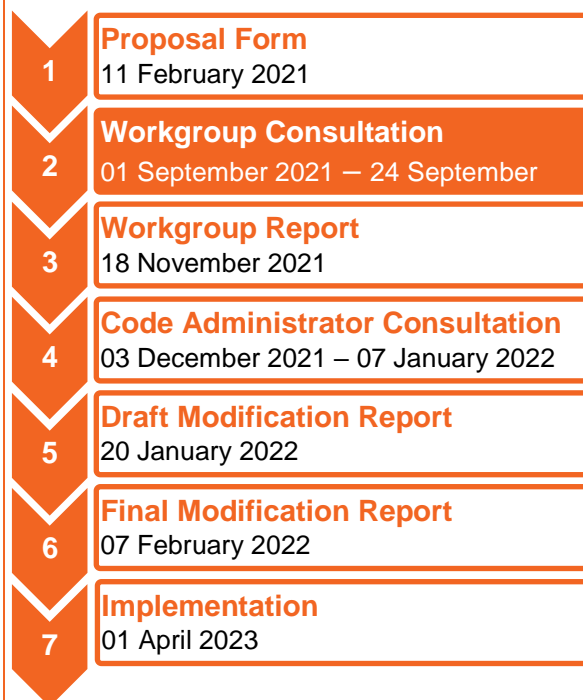 1
Proposal Form
11 February 2021
2
Workgroup Consultation
01 September 2021 – 24 September
3
Workgroup Report
18 November 2021
4
Code Administrator Consultation
03 December 2021 – 07 January 2022
5
Draft Modification Report
20 January 2022
6
Final Modification Report
07 February 2022
7
Implementation
01 April 2023